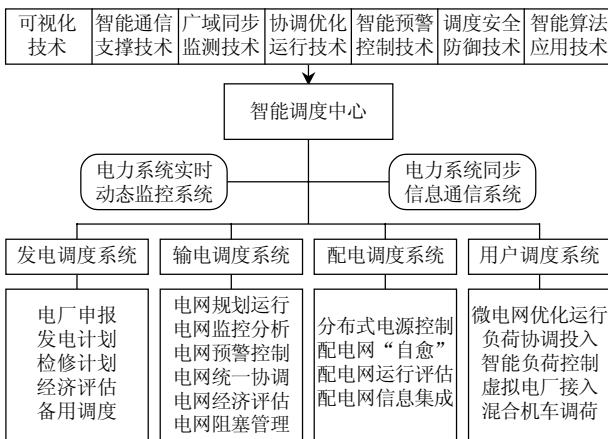 可视化
技术
智能通信
支撑技术
广域同步
监测技术
协调优化
运行技术
智能预警
控制技术
调度安全
防御技术
智能算法
应用技术
智能调度中心
电力系统实时
动态监控系统
电力系统同步
信息通信系统
发电调度系统
输电调度系统
配电调度系统
用户调度系统
电厂申报
发电计划
检修计划
经济评估
备用调度
电网规划运行
电网监控分析
电网预警控制
电网统一协调
电网经济评估
电网阻塞管理
分布式电源控制
配电网“自愈”
配电网运行评估
配电网信息集成
微电网优化运行
负荷协调投入
智能负荷控制
虚拟电厂接入
混合机车调荷